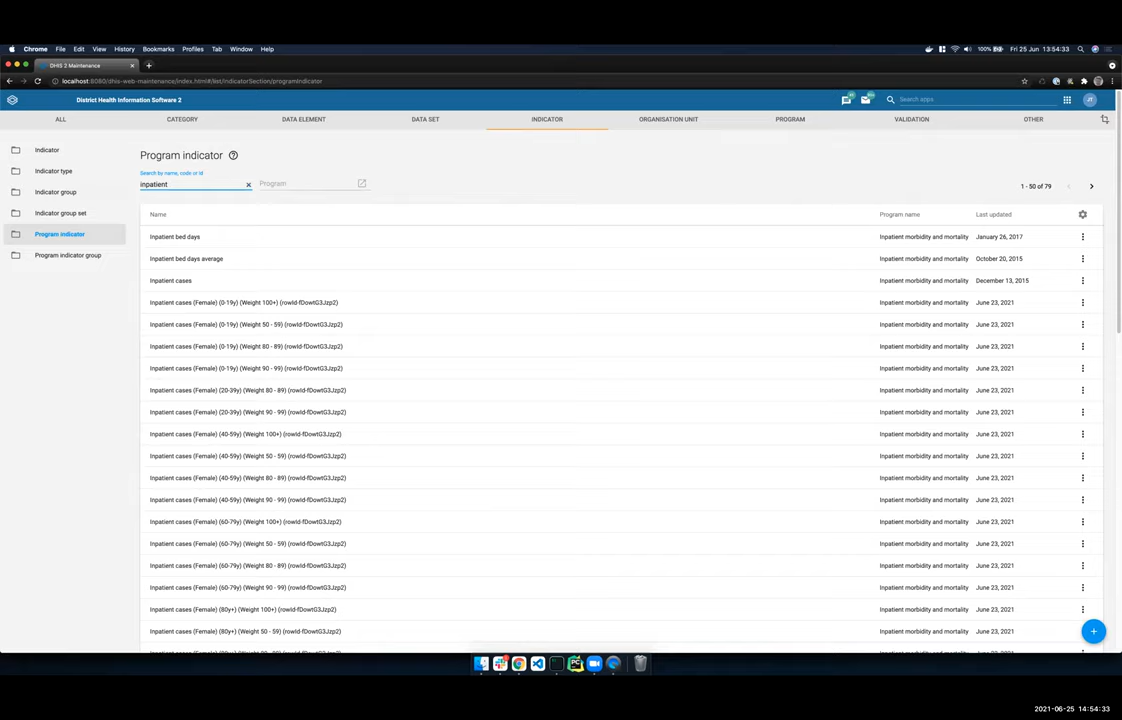 Chrome File Edit View History Bookmarks Profiles Tab Window Help 100% Fri 25 Jun 13:54:33
DHIS 2 Maintenance
localhost:8080/dhis-web-maintenance/index.html#/list/indicatorSection/programIndicator
District Health Information Software 2 Search apps JT
ALL CATEGORY DATA ELEMENT DATA SET INDICATOR ORGANISATION UNIT PROGRAM VALIDATION OTHER
Indicator
Indicator type
Indicator group
Indicator group set
Program indicator
Program indicator group
Program indicator
Search by name, code or id
inpatient Program
1 - 50 of 79
Name Program name Last updated
Inpatient bed days Inpatient morbidity and mortality January 26, 2017
Inpatient bed days average Inpatient morbidity and mortality October 20, 2015
Inpatient cases Inpatient morbidity and mortality December 13, 2015
Inpatient cases (Female) (0-19y) (Weight 100+) (rowId-fDowtG3Jzp2) Inpatient morbidity and mortality June 23, 2021
Inpatient cases (Female) (0-19y) (Weight 50 - 59) (rowId-fDowtG3Jzp2) Inpatient morbidity and mortality June 23, 2021
Inpatient cases (Female) (0-19y) (Weight 80 - 89) (rowId-fDowtG3Jzp2) Inpatient morbidity and mortality June 23, 2021
Inpatient cases (Female) (0-19y) (Weight 90 - 99) (rowId-fDowtG3Jzp2) Inpatient morbidity and mortality June 23, 2021
Inpatient cases (Female) (20-39y) (Weight 80 - 89) (rowId-fDowtG3Jzp2) Inpatient morbidity and mortality June 23, 2021
Inpatient cases (Female) (20-39y) (Weight 90 - 99) (rowId-fDowtG3Jzp2) Inpatient morbidity and mortality June 23, 2021
Inpatient cases (Female) (40-59y) (Weight 100+) (rowId-fDowtG3Jzp2) Inpatient morbidity and mortality June 23, 2021
Inpatient cases (Female) (40-59y) (Weight 50 - 59) (rowId-fDowtG3Jzp2) Inpatient morbidity and mortality June 23, 2021
Inpatient cases (Female) (40-59y) (Weight 80 - 89) (rowId-fDowtG3Jzp2) Inpatient morbidity and mortality June 23, 2021
Inpatient cases (Female) (40-59y) (Weight 90 - 99) (rowId-fDowtG3Jzp2) Inpatient morbidity and mortality June 23, 2021
Inpatient cases (Female) (60-79y) (Weight 100+) (rowId-fDowtG3Jzp2) Inpatient morbidity and mortality June 23, 2021
Inpatient cases (Female) (60-79y) (Weight 50 - 59) (rowId-fDowtG3Jzp2) Inpatient morbidity and mortality June 23, 2021
Inpatient cases (Female) (60-79y) (Weight 80 - 89) (rowId-fDowtG3Jzp2) Inpatient morbidity and mortality June 23, 2021
Inpatient cases (Female) (60-79y) (Weight 90 - 99) (rowId-fDowtG3Jzp2) Inpatient morbidity and mortality June 23, 2021
Inpatient cases (Female) (80y+) (Weight 100+) (rowId-fDowtG3Jzp2) Inpatient morbidity and mortality June 23, 2021
Inpatient cases (Female) (80y+) (Weight 50 - 59) (rowId-fDowtG3Jzp2) Inpatient morbidity and mortality June 23, 2021
2021-06-25 14:54:33